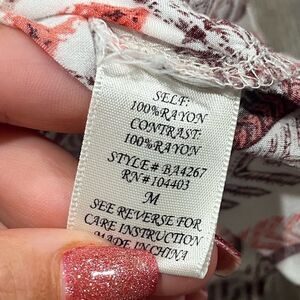 SELF:
100%RAYON
CONTRAST:
100%RAYON
STYLE# BA4267
RN#104403
M
SEE REVERSE FOR
CARE INSTRUCTION
MADE IN CHINA